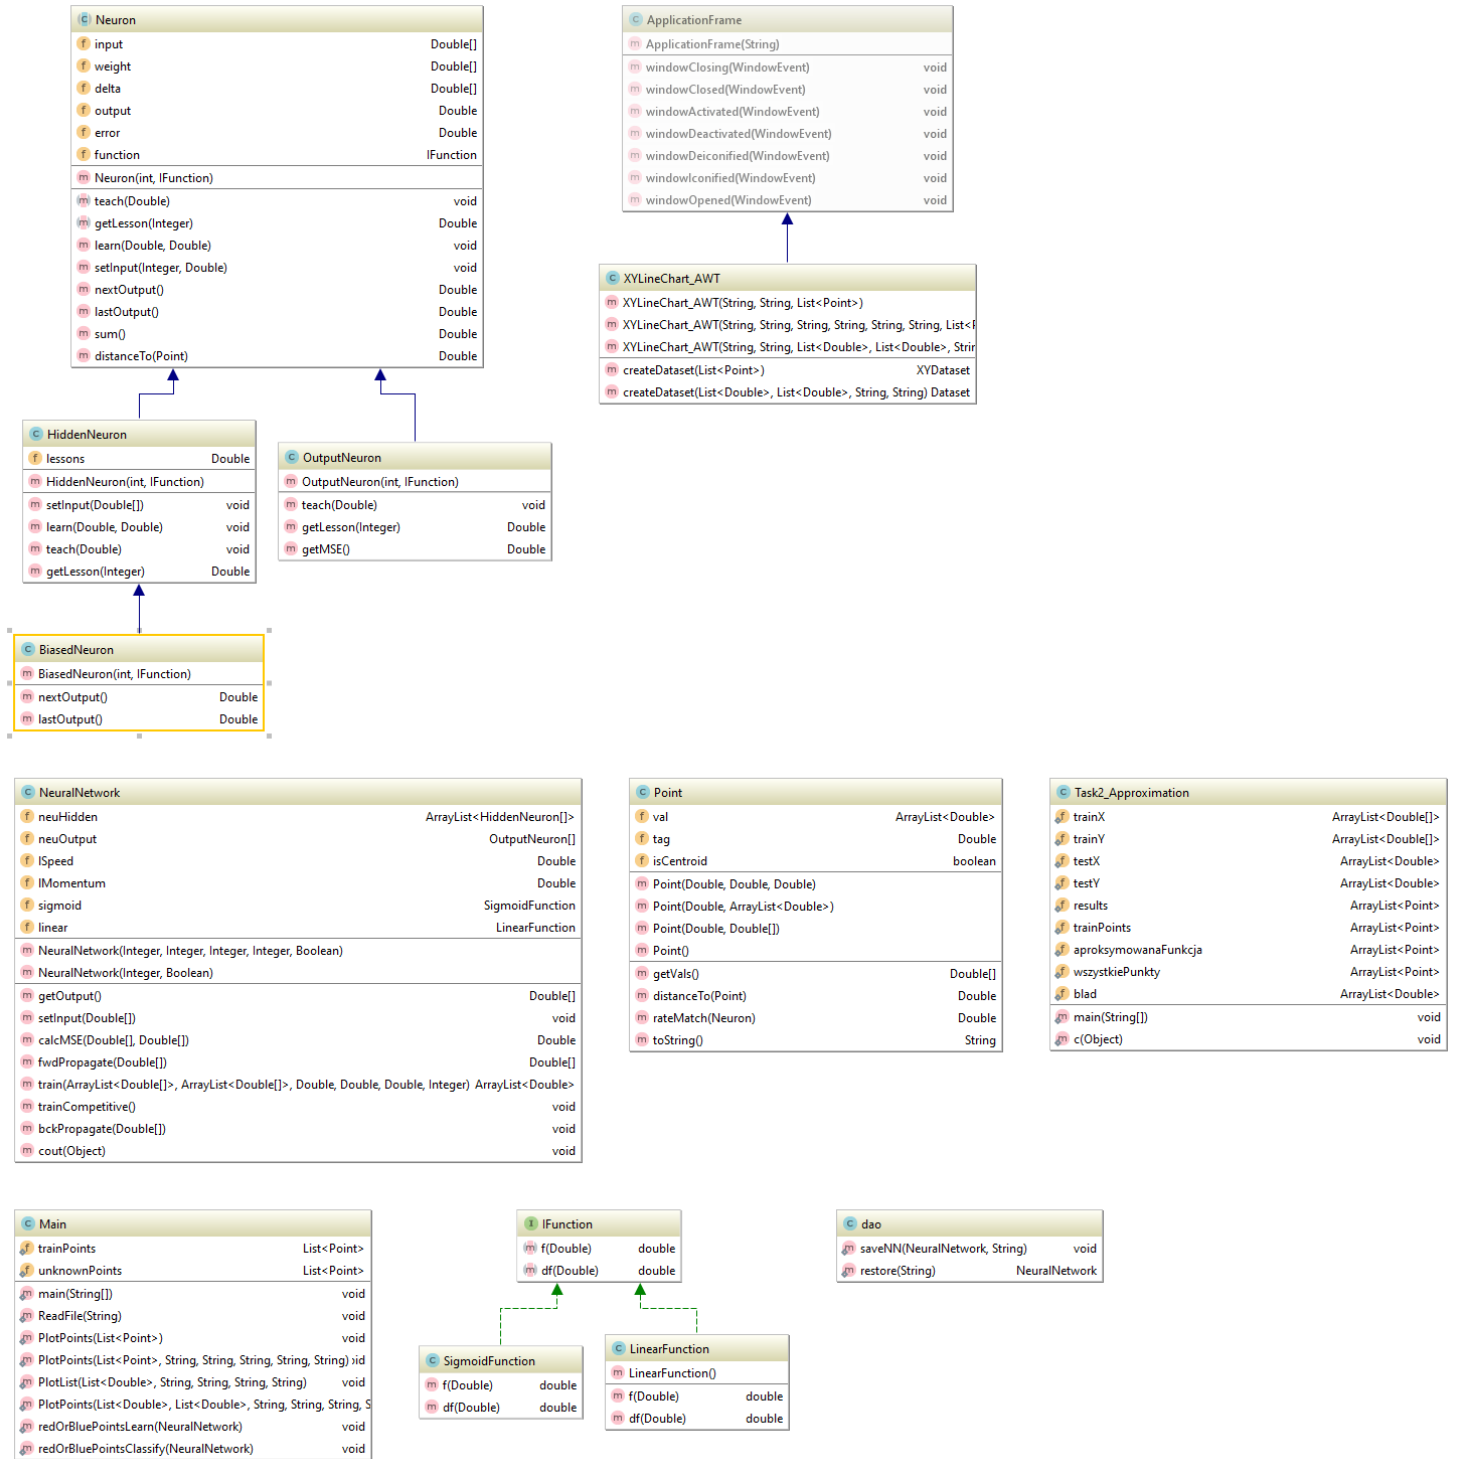 Neuron
input Double[]
weight Double[]
delta Double[]
output Double
error Double
function IFunction
Neuron(int, IFunction)
teach(Double) void
getLesson(Integer) Double
learn(Double, Double) void
setInput(Integer, Double) void
nextOutput() Double
lastOutput() Double
sum() Double
distanceTo(Point) Double
ApplicationFrame
ApplicationFrame(String)
windowClosing(WindowEvent) void
windowClosed(WindowEvent) void
windowActivated(WindowEvent) void
windowDeactivated(WindowEvent) void
windowDeiconified(WindowEvent) void
windowIconified(WindowEvent) void
windowOpened(WindowEvent) void
XYLineChart_AWT
XYLineChart_AWT(String, String, List<Point>)
XYLineChart_AWT(String, String, String, String, String, String, List<F
XYLineChart_AWT(String, String, List<Double>, List<Double>, Strir
createDataset(List<Point>) XYDataset
createDataset(List<Double>, List<Double>, String, String) Dataset
HiddenNeuron
lessons Double
HiddenNeuron(int, IFunction)
setInput(Double[]) void
learn(Double, Double) void
teach(Double) void
getLesson(Integer) Double
OutputNeuron
OutputNeuron(int, IFunction)
teach(Double) void
getLesson(Integer) Double
getMSE() Double
BiasedNeuron
BiasedNeuron(int, IFunction)
nextOutput() Double
lastOutput() Double
NeuralNetwork
neuHidden ArrayList<HiddenNeuron[]>
neuOutput OutputNeuron[]
lSpeed Double
lMomentum Double
sigmoid SigmoidFunction
linear LinearFunction
NeuralNetwork(Integer, Integer, Integer, Integer, Boolean)
NeuralNetwork(Integer, Boolean)
getOutput() Double[]
setInput(Double[]) void
calcMSE(Double[], Double[]) Double
fwdPropagate(Double[]) Double[]
train(ArrayList<Double[]>, ArrayList<Double[]>, Double, Double, Double, Integer) ArrayList<Double>
trainCompetitive() void
bckPropagate(Double[]) void
cout(Object) void
Point
val ArrayList<Double>
tag Double
isCentroid boolean
Point(Double, Double, Double)
Point(Double, ArrayList<Double>)
Point(Double, Double[])
Point()
getVals() Double[]
distanceTo(Point) Double
rateMatch(Neuron) Double
toString() String
Task2_Approximation
trainX ArrayList<Double[]>
trainY ArrayList<Double[]>
testX ArrayList<Double>
testY ArrayList<Double>
results ArrayList<Point>
trainPoints ArrayList<Point>
aproksymowanaFunkcja ArrayList<Point>
wszystkiePunkty ArrayList<Point>
blad ArrayList<Double>
main(String[]) void
c(Object) void
Main
trainPoints List<Point>
unknownPoints List<Point>
main(String[]) void
ReadFile(String) void
PlotPoints(List<Point>) void
PlotPoints(List<Point>, String, String, String, String, String) oid
PlotList(List<Double>, String, String, String, String) void
PlotPoints(List<Double>, List<Double>, String, String, String, S
redOrBluePointsLearn(NeuralNetwork) void
redOrBluePointsClassify(NeuralNetwork) void
IFunction
f(Double) double
df(Double) double
SigmoidFunction
f(Double) double
df(Double) double
LinearFunction
LinearFunction()
f(Double) double
df(Double) double
dao
saveNN(NeuralNetwork, String) void
restore(String) NeuralNetwork